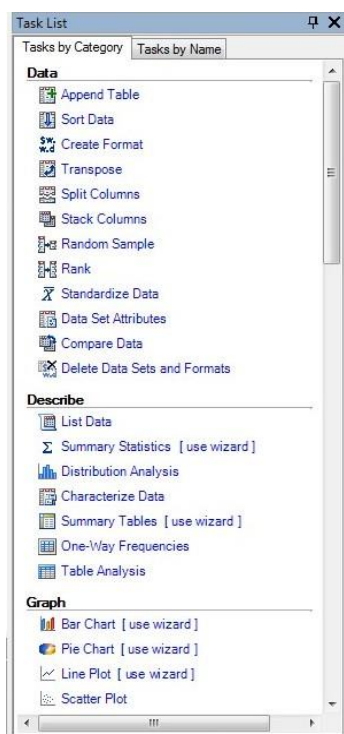 Task List
Tasks by Category Tasks by Name
Data
Append Table
Sort Data
Create Format
Transpose
Split Columns
Stack Columns
Random Sample
Rank
Standardize Data
Data Set Attributes
Compare Data
Delete Data Sets and Formats
Describe
List Data
Summary Statistics [ use wizard ]
Distribution Analysis
Characterize Data
Summary Tables [ use wizard ]
One-Way Frequencies
Table Analysis
Graph
Bar Chart [ use wizard ]
Pie Chart [ use wizard ]
Line Plot [ use wizard ]
Scatter Plot